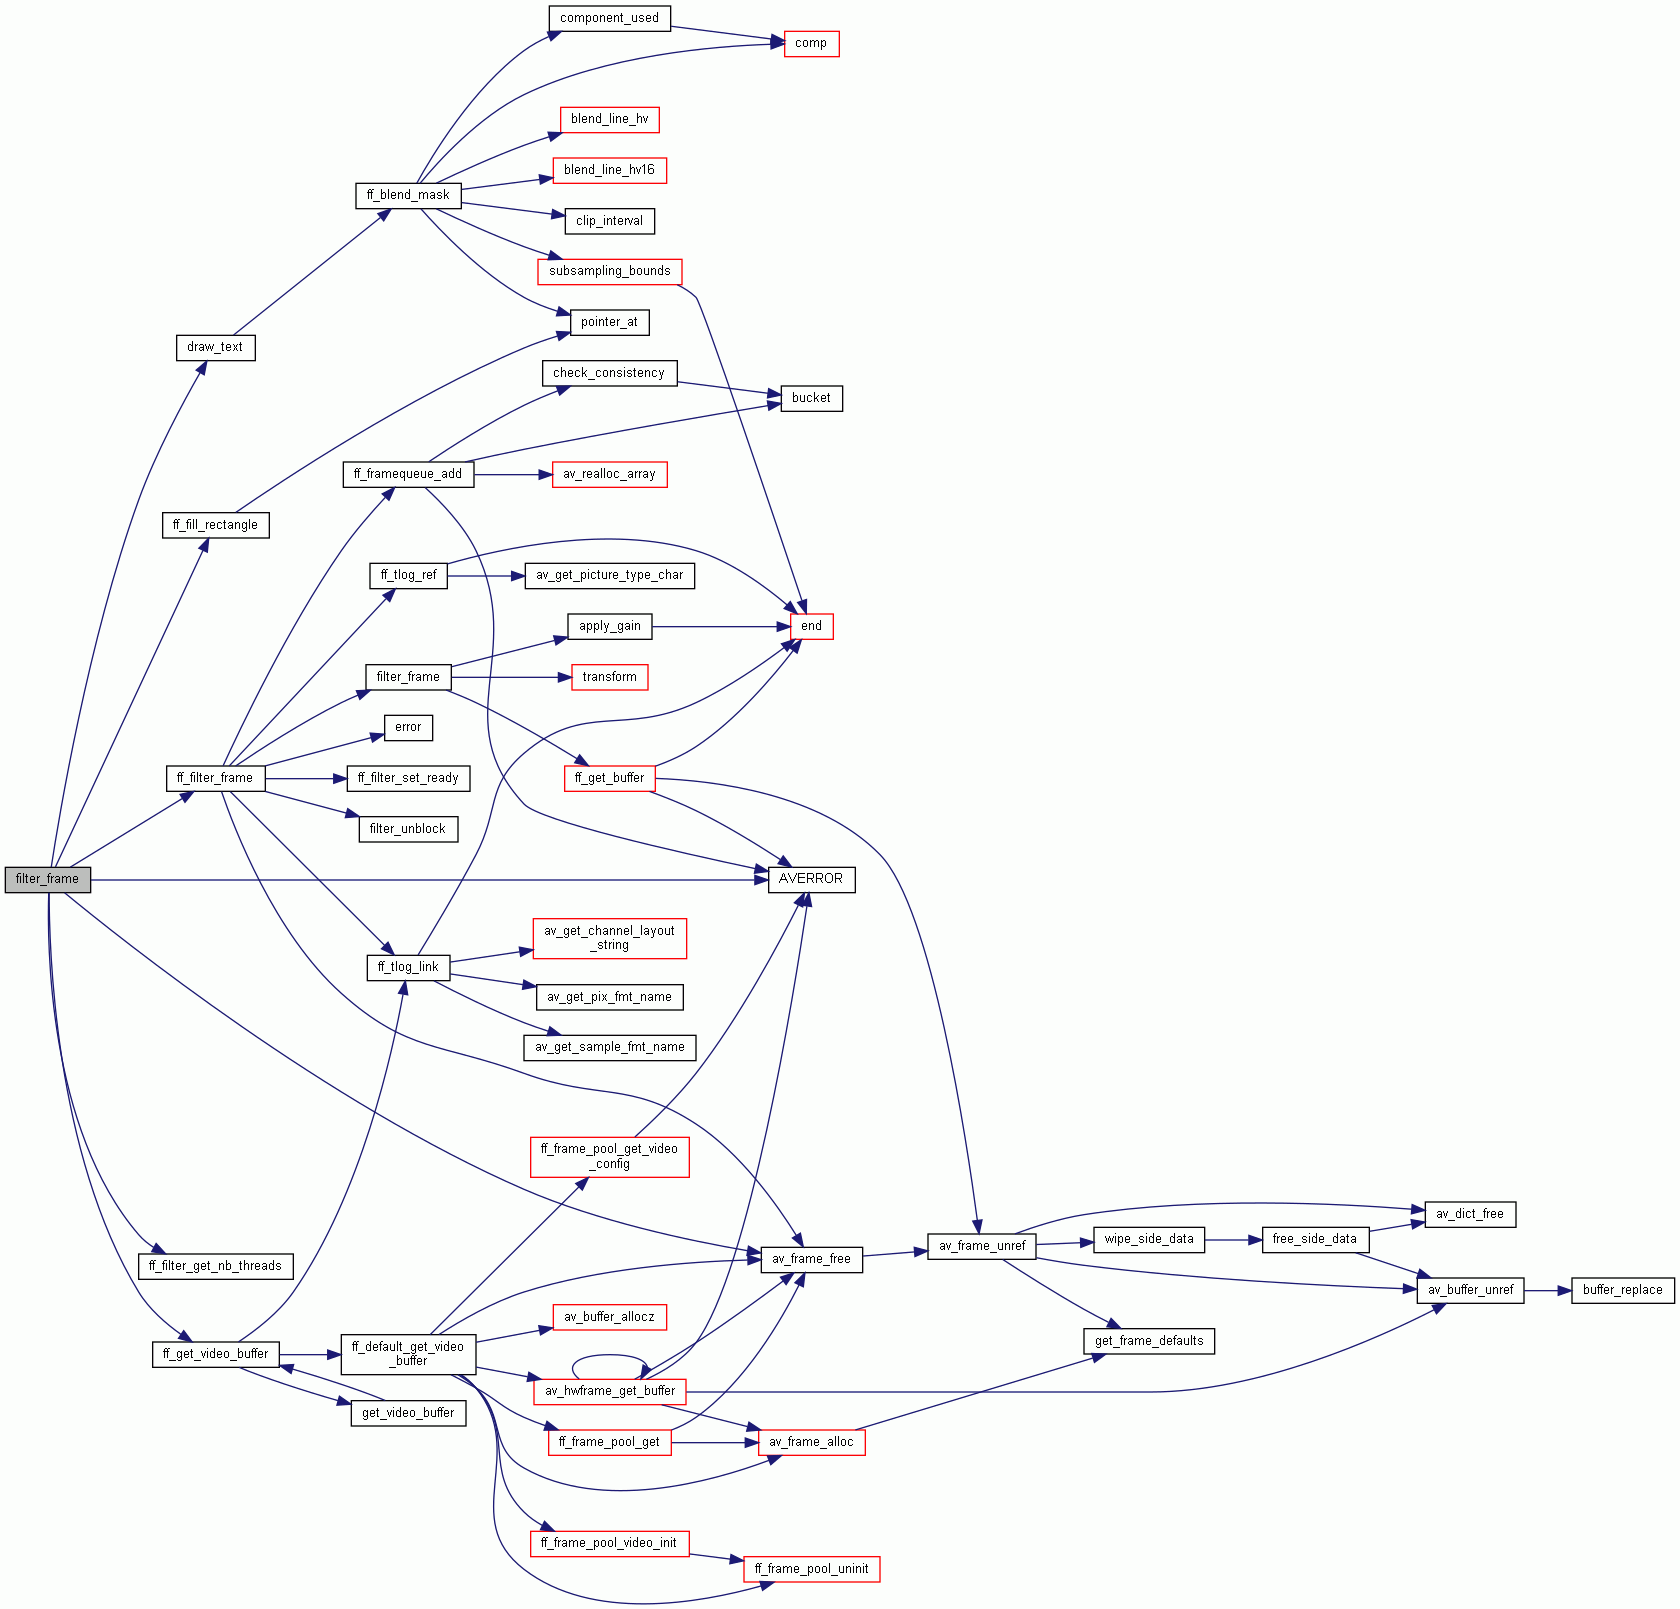 component_used
comp
blend_line_hv
blend_line_hv16
ff_blend_mask
clip_interval
subsampling_bounds
pointer_at
draw_text
check_consistency
bucket
ff_framequeue_add
av_realloc_array
ff_fill_rectangle
ff_tlog_ref
av_get_picture_type_char
apply_gain
end
filter_frame
transform
error
ff_filter_frame
ff_filter_set_ready
ff_get_buffer
filter_unblock
filter_frame
AVERROR
av_get_channel_layout
_string
ff_tlog_link
av_get_pix_fmt_name
av_get_sample_fmt_name
ff_frame_pool_get_video
_config
av_dict_free
av_frame_unref
wipe_side_data
free_side_data
ff_filter_get_nb_threads
av_frame_free
av_buffer_unref
buffer_replace
av_buffer_allocz
get_frame_defaults
ff_get_video_buffer
ff_default_get_video
_buffer
av_hwframe_get_buffer
get_video_buffer
ff_frame_pool_get
av_frame_alloc
ff_frame_pool_video_init
ff_frame_pool_uninit